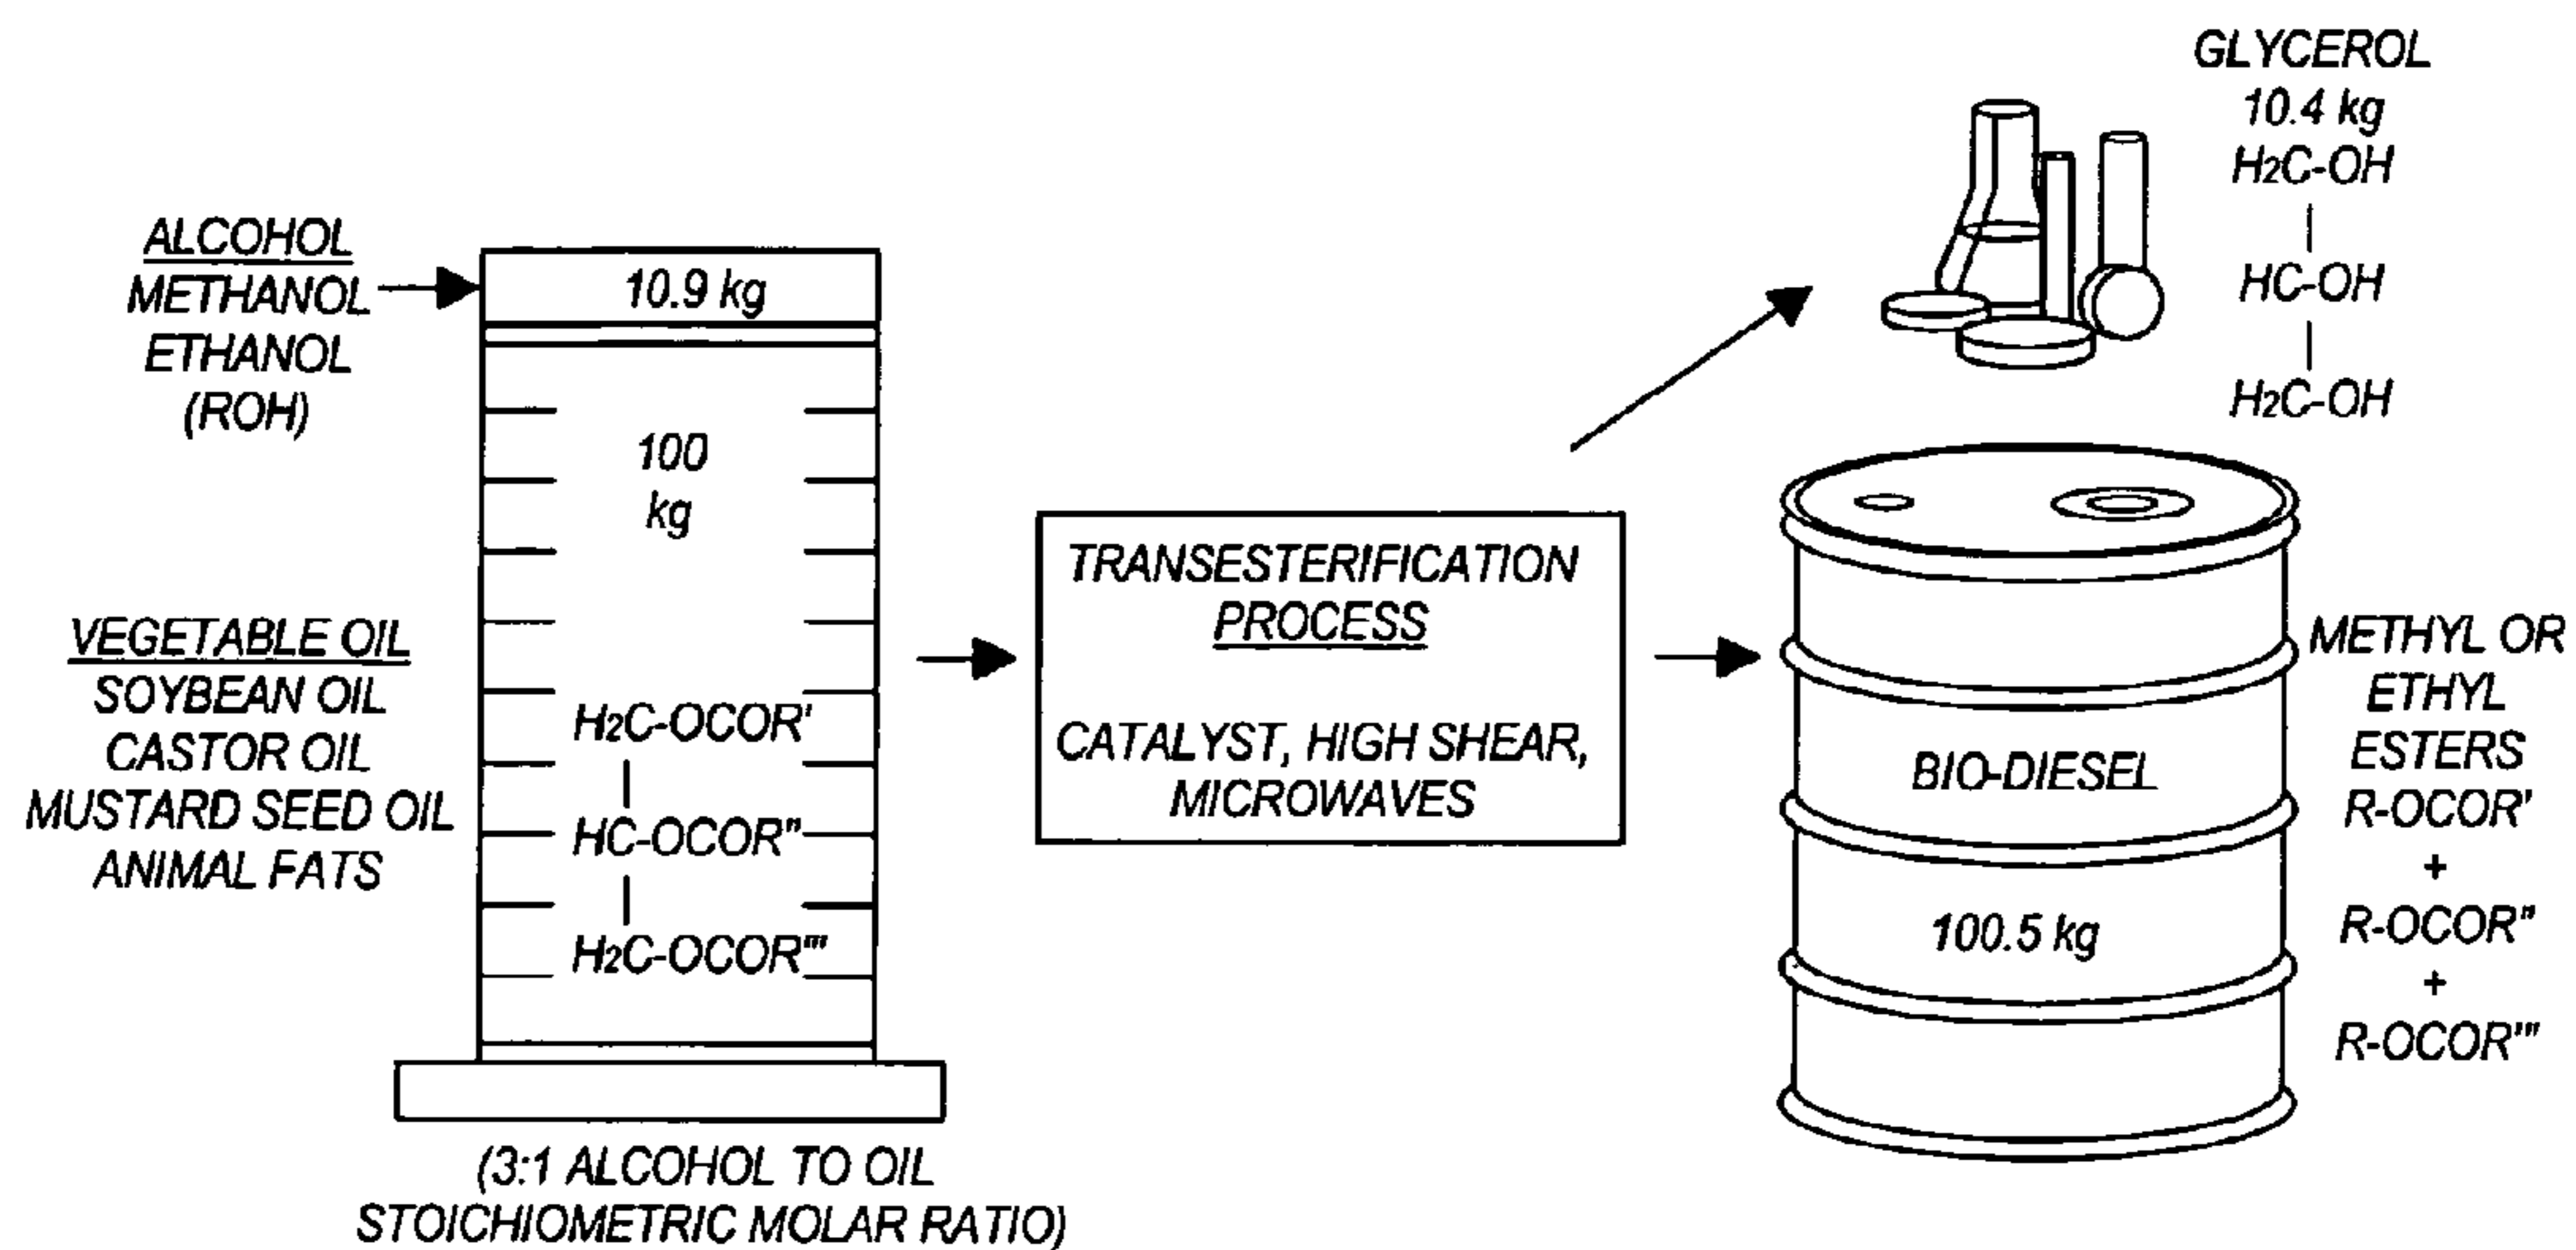 ALCOHOL
METHANOL
ETHANOL
(ROH)
VEGETABLE OIL
SOYBEAN OIL
CASTOR OIL
MUSTARD SEED OIL
ANIMAL FATS
10.9 kg
100
kg
H2C-OCOR'
HC-OCOR"
H2C-OCOR'"
(3:1 ALCOHOL TO OIL
STOICHIOMETRIC MOLAR RATIO)
TRANSESTERIFICATION
PROCESS
CATALYST, HIGH SHEAR,
MICROWAVES
GLYCEROL
10.4 kg
H2C-OH
HC-OH
H2C-OH
BIO-DIESEL
100.5 kg
METHYL OR
ETHYL
ESTERS
R-OCOR'
+
R-OCOR"
+
R-OCOR'"